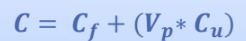 C = C_f + (V_p * C_u)